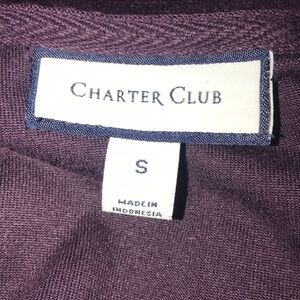 CHARTER CLUB
S
MADE IN
INDONESIA